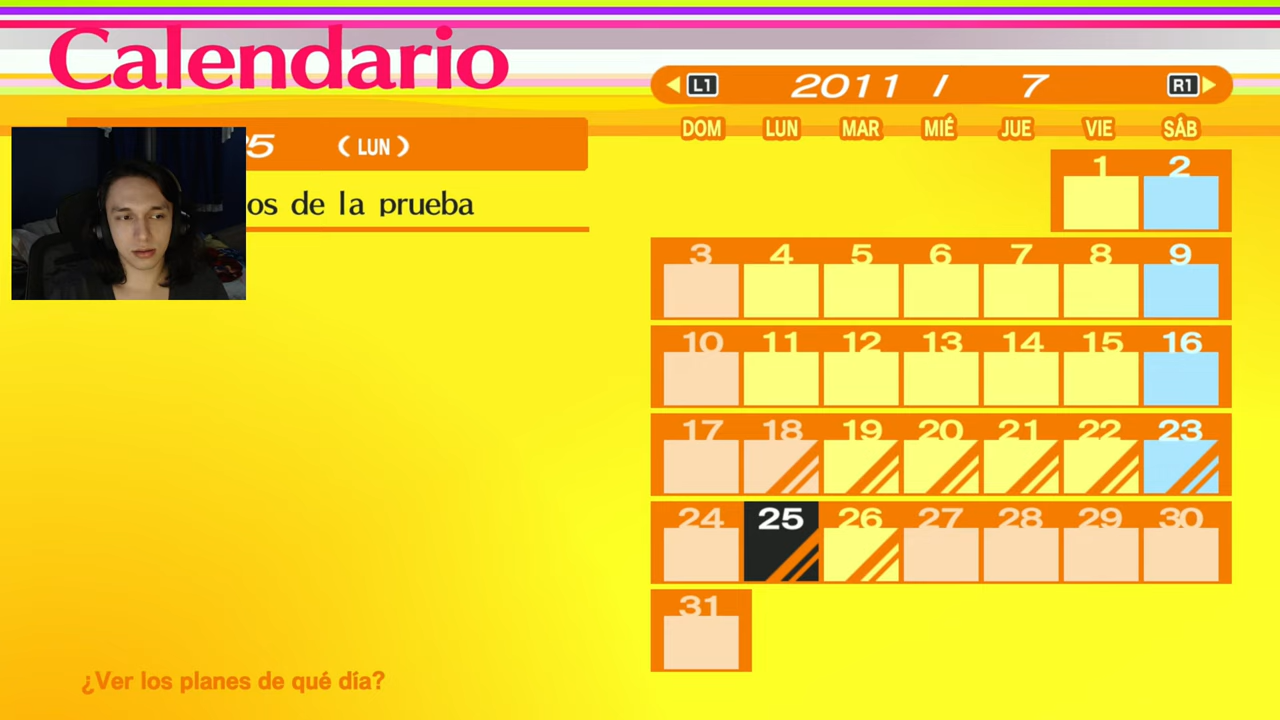 Calendario
L1 2011 / 7 R1
DOM LUN MAR MIÉ JUE VIE SÁB
5 (LUN)
de la prueba
1 2
3 4 5 6 7 8 9
10 11 12 13 14 15 16
17 18 19 20 21 22 23
24 25 26 27 28 29 30
31
¿Ver los planes de qué día?